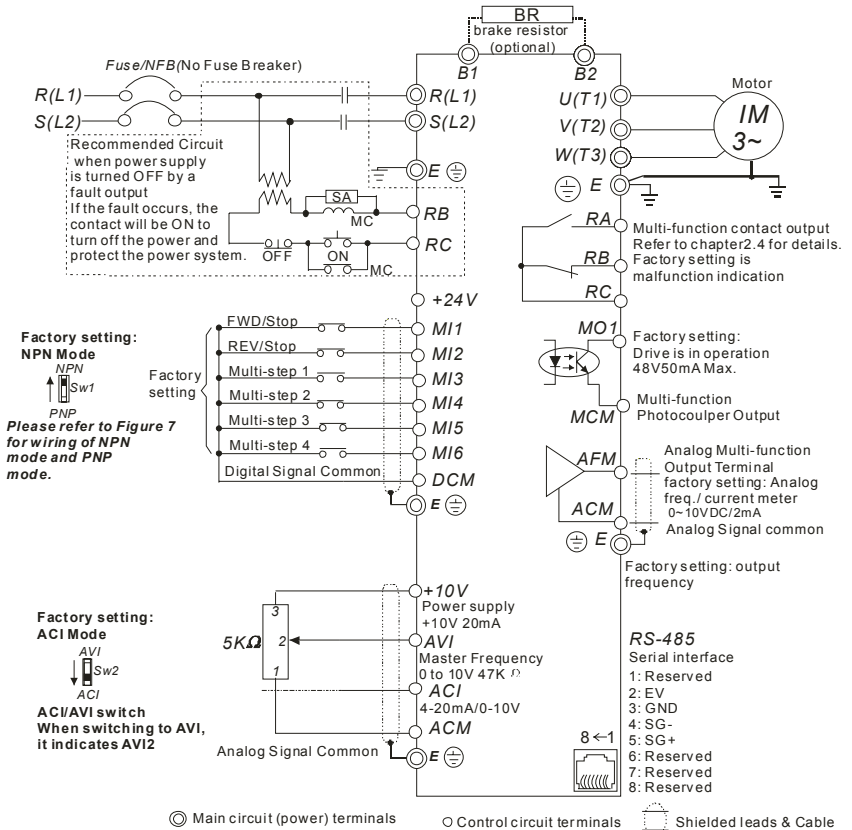 BR
brake resistor
(optional)
B1
B2
Fuse/NFB(No Fuse Breaker)
R(L1)
S(L2)
R(L1)
S(L2)
E
Recommended Circuit
when power supply
is turned OFF by a
fault output
If the fault occurs, the
contact will be ON to
turn off the power and
protect the power system.
SA
MC
OFF
ON
MC
RB
RC
U(T1)
V(T2)
W(T3)
E
Motor
IM
3~
RA
RB
RC
Multi-function contact output
Refer to chapter2.4 for details.
Factory setting is
malfunction indication
+24V
Factory setting:
NPN Mode
NPN
Sw1
PNP
Please refer to Figure 7
for wiring of NPN
mode and PNP
mode.
Factory
setting
FWD/Stop
MI1
REV/Stop
MI2
Multi-step 1
MI3
Multi-step 2
MI4
Multi-step 3
MI5
Multi-step 4
MI6
Digital Signal Common
DCM
E
MO1
Factory setting:
Drive is in operation
48V50mA Max.
Multi-function
Photocoulper Output
MCM
AFM
Analog Multi-function
Output Terminal
factory setting: Analog
freq./ current meter
0~10VDC/2mA
ACM
Analog Signal common
E
Factory setting: output
frequency
Factory setting:
ACI Mode
AVI
Sw2
ACI
ACI/AVI switch
When switching to AVI,
it indicates AVI2
5KΩ
3
2
1
+10V
Power supply
+10V 20mA
AVI
Master Frequency
0 to 10V 47K Ω
ACI
4-20mA/0-10V
ACM
Analog Signal Common
E
RS-485
Serial interface
1: Reserved
2: EV
3: GND
4: SG-
5: SG+
6: Reserved
7: Reserved
8: Reserved
8←1
Main circuit (power) terminals
Control circuit terminals
Shielded leads & Cable